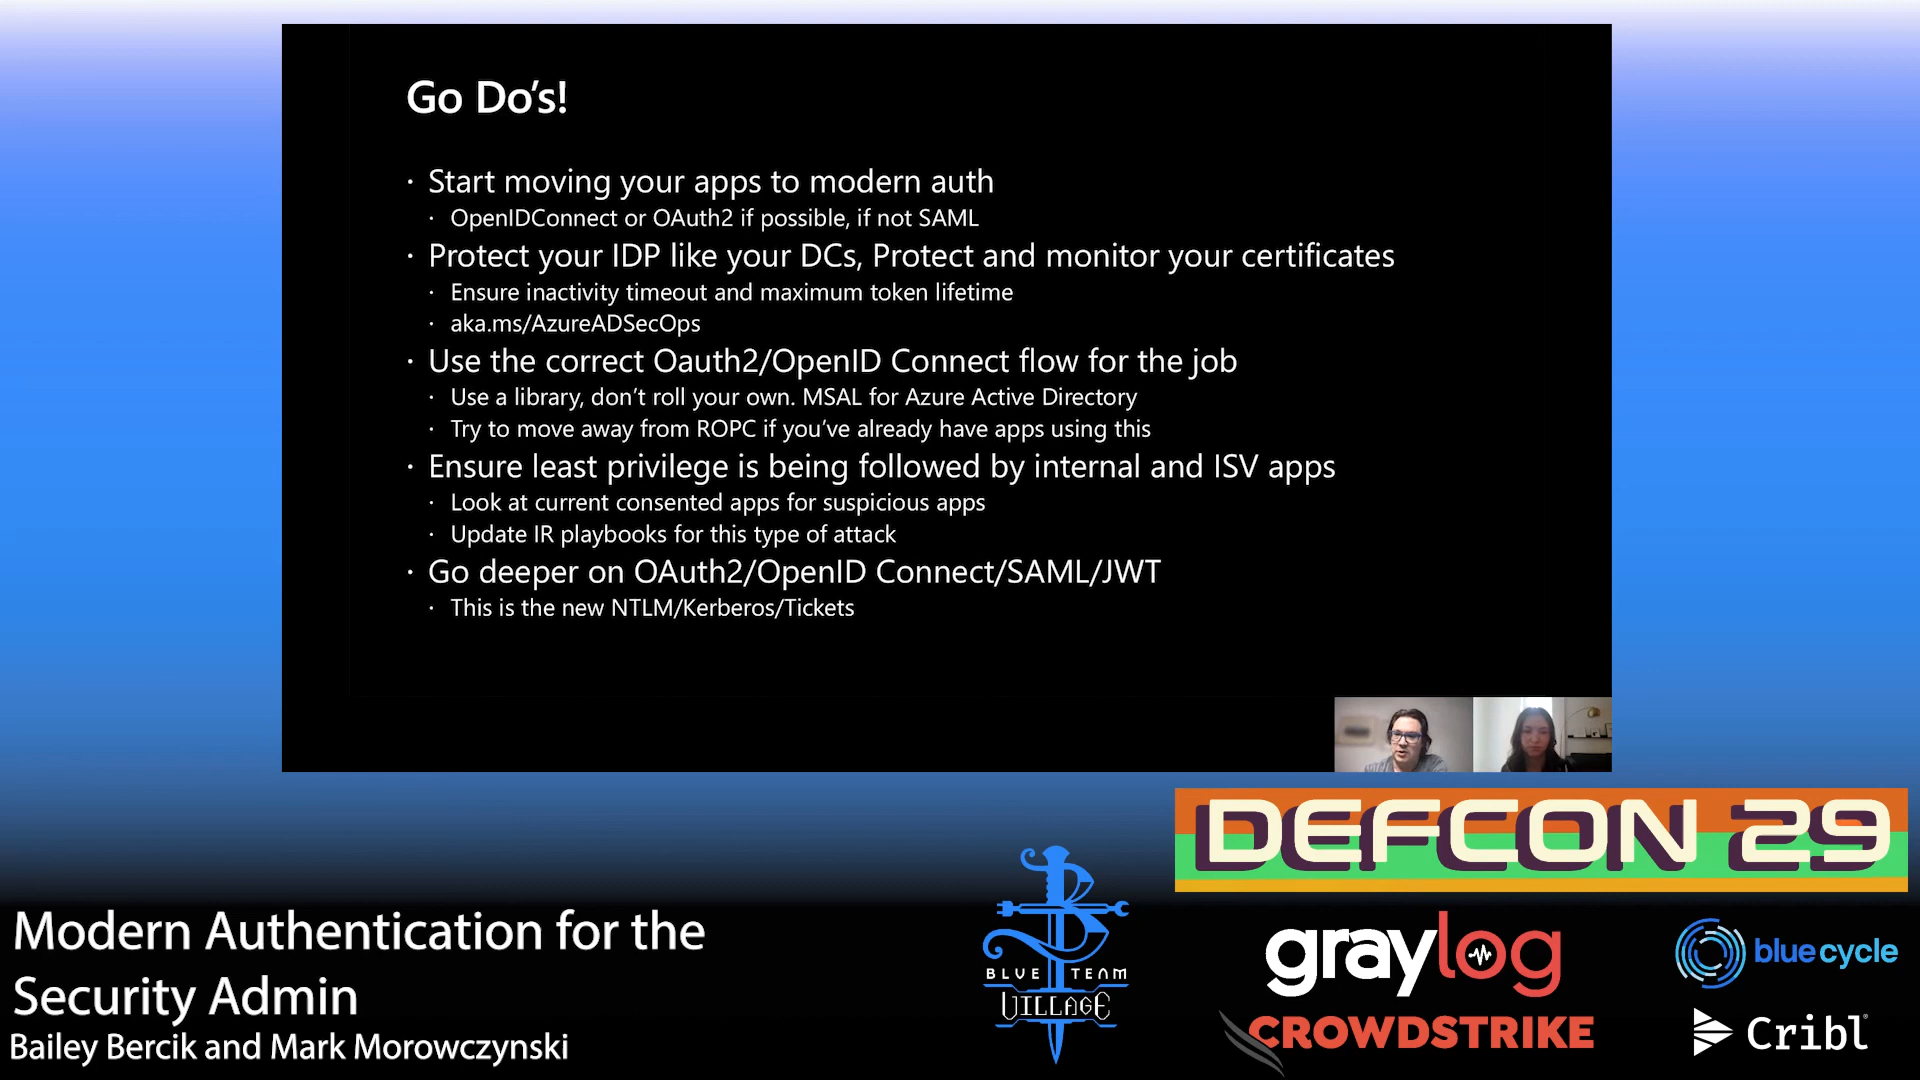 Go Do's!
· Start moving your apps to modern auth
· OpenIDConnect or OAuth2 if possible, if not SAML
· Protect your IDP like your DCs, Protect and monitor your certificates
· Ensure inactivity timeout and maximum token lifetime
· aka.ms/AzureADSecOps
· Use the correct Oauth2/OpenID Connect flow for the job
· Use a library, don't roll your own. MSAL for Azure Active Directory
· Try to move away from ROPC if you've already have apps using this
· Ensure least privilege is being followed by internal and ISV apps
· Look at current consented apps for suspicious apps
· Update IR playbooks for this type of attack
· Go deeper on OAuth2/OpenID Connect/SAML/JWT
· This is the new NTLM/Kerberos/Tickets
DEFCON 29
Modern Authentication for the
Security Admin
Bailey Bercik and Mark Morowczynski
BLUE TEAM
VILLAGE
graylog
blue cycle
CROWDSTRIKE
Cribl